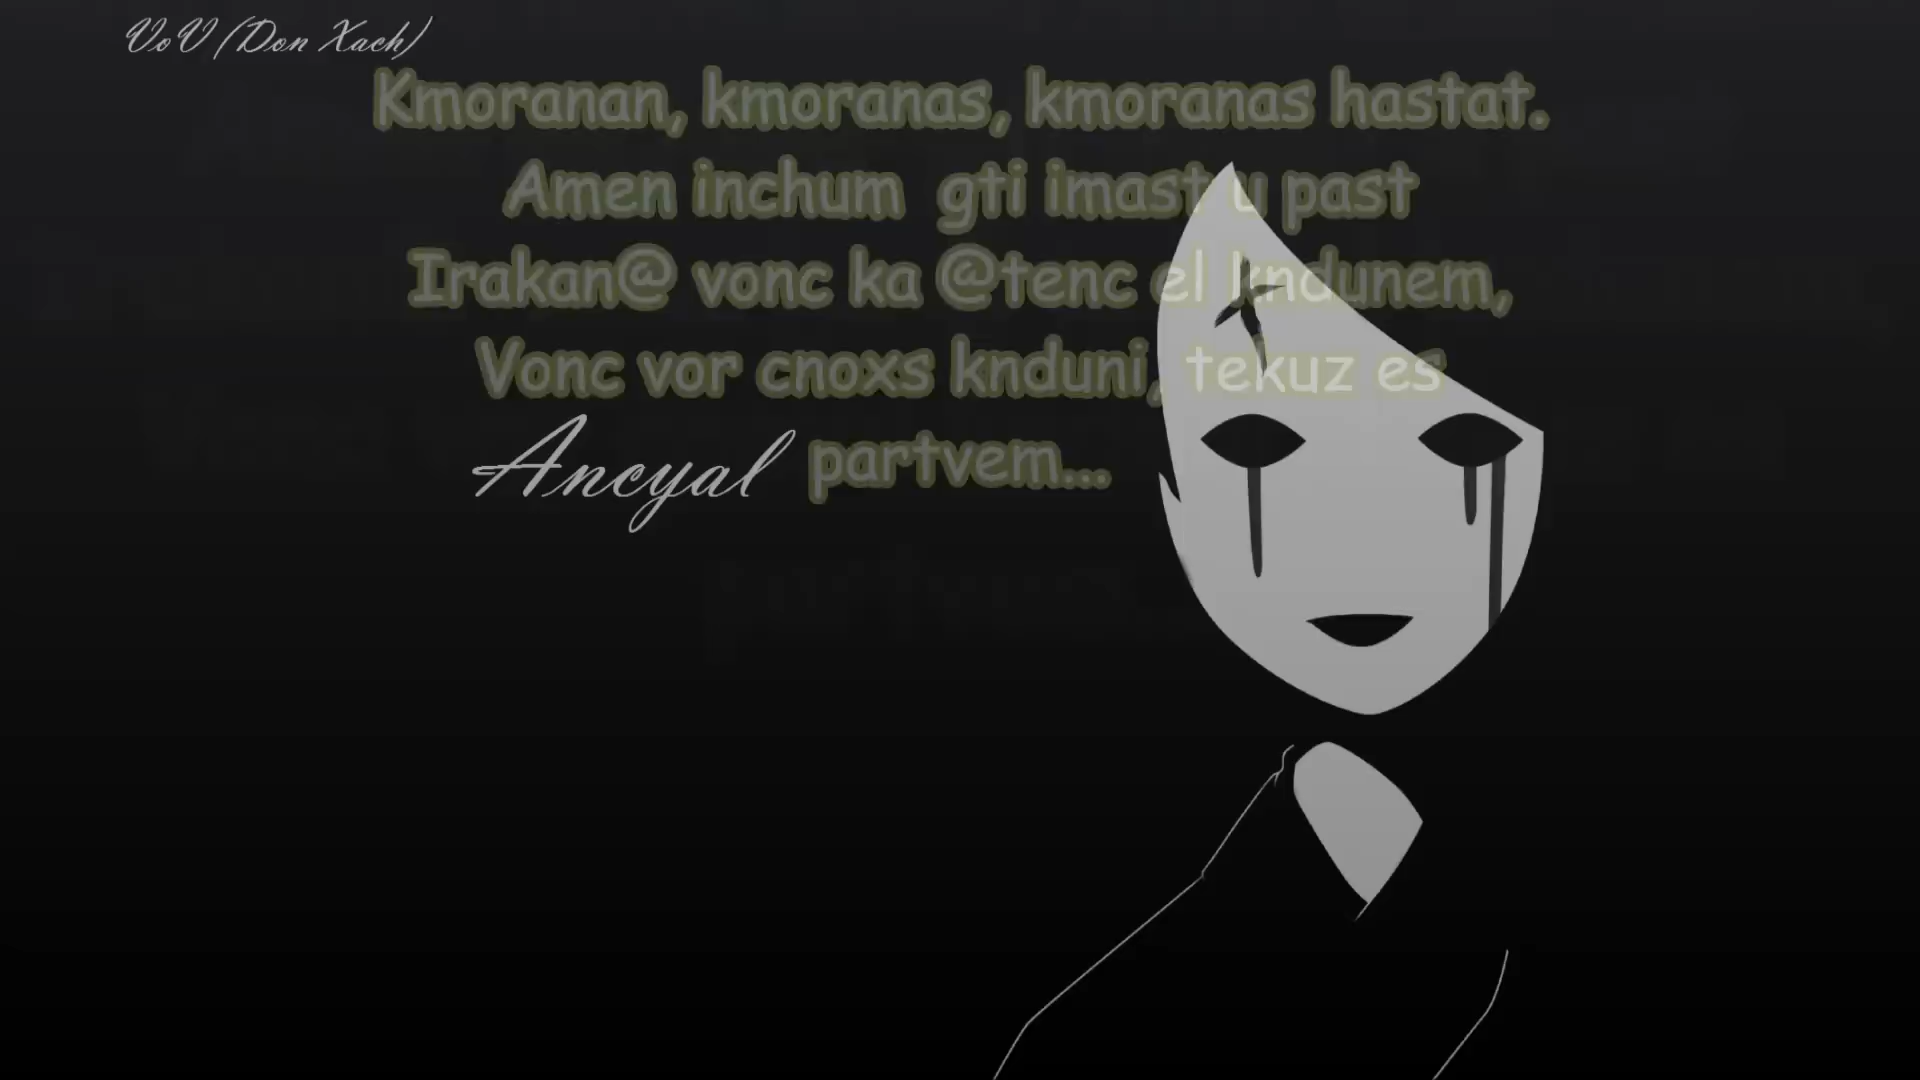 VoV (Don Xach)
Kmoranan, kmoranas, kmoranas hastat.
Amen inchum gti imast u past
Irakan@ vonc ka @tenc el kndunem,
Vonc vor cnoxs knduni, tekuz es
partvem...
Ancyal